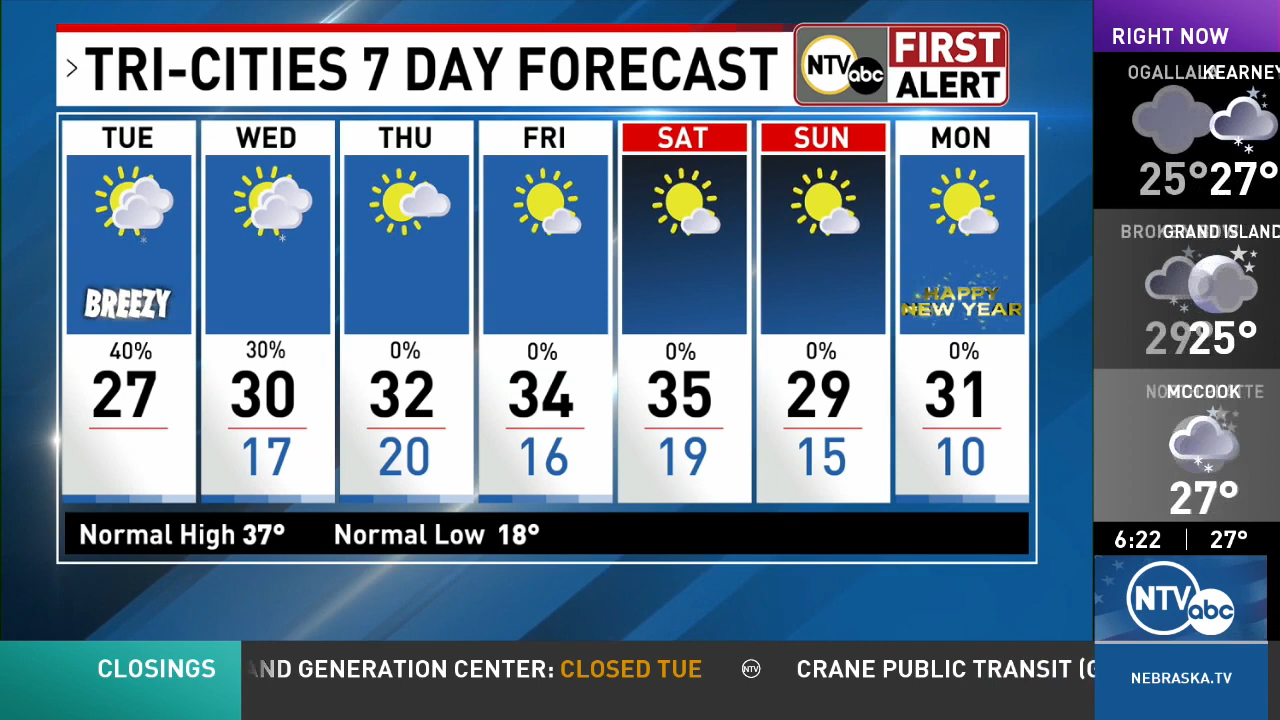 TRI-CITIES 7 DAY FORECAST
NTV abc
FIRST
ALERT
TUE WED THU FRI SAT SUN MON
BREEZY
HAPPY
NEW YEAR
40% 30% 0% 0% 0% 0% 0%
27 30 32 34 35 29 31
17 20 16 19 15 10
Normal High 37° Normal Low 18°
RIGHT NOW
KEARNEY
25° 27°
GRAND ISLAND
25°
MCCOOK
27°
6:22 27°
NTV abc
NEBRASKA.TV
CLOSINGS
AND GENERATION CENTER: CLOSED TUE NTV CRANE PUBLIC TRANSIT (